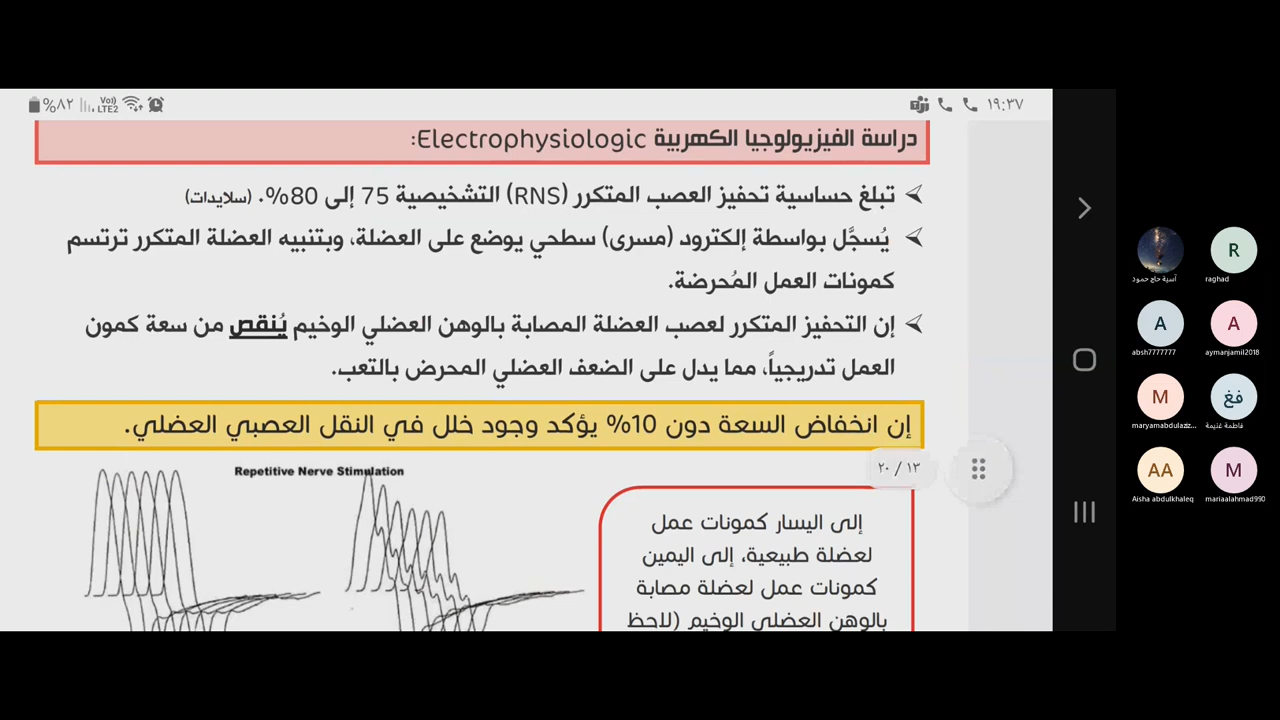 ١٩:٣٧
%٨٢
Vo) LTE2
دراسة الفيزيولوجيا الكهربية Electrophysiologic:
تبلغ حساسية تحفيز العصب المتكرر (RNS) التشخيصية 75 إلى 80%. (سلايدات)
يُسجَّل بواسطة إلكترود (مسرى) سطحي يوضع على العضلة، وبتنبيه العضلة المتكرر ترتسم
كمونات العمل المُحرضة.
إن التحفيز المتكرر لعصب العضلة المصابة بالوهن العضلي الوخيم يُنقص من سعة كمون
العمل تدريجياً، مما يدل على الضعف العضلي المحرض بالتعب.
إن انخفاض السعة دون 10% يؤكد وجود خلل في النقل العصبي العضلي.
٢٠ / ١٣
Repetitive Nerve Stimulation
إلى اليسار كمونات عمل
لعضلة طبيعية، إلى اليمين
كمونات عمل لعضلة مصابة
بالوهن العضلي الوخيم (لاحظ
آسية حاج حمود
R
raghad
A
absh7777777
A
aymanjamil2018
M
maryamabdulaziz...
فغ
فاطمة غنيمة
AA
Aisha abdulkhaleq
M
mariaalahmad990